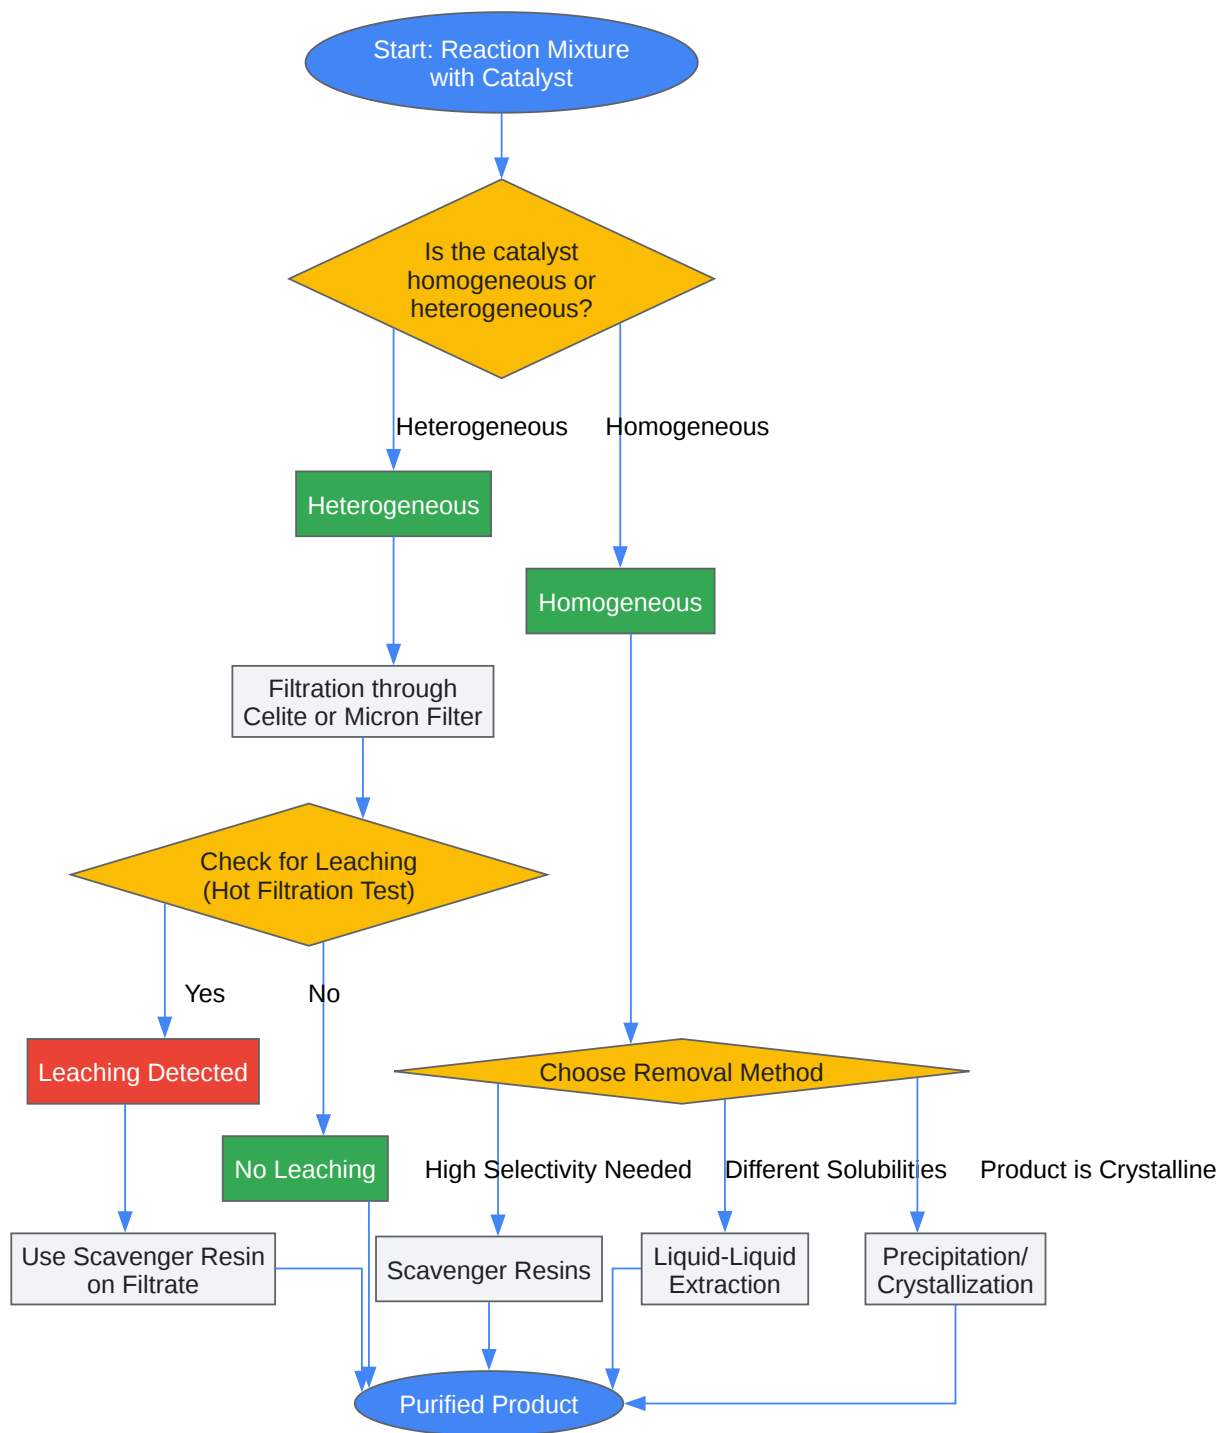 Start: Reaction Mixture
with Catalyst
Is the catalyst
homogeneous or
heterogeneous?
Heterogeneous
Homogeneous
Heterogeneous
Homogeneous
Filtration through
Celite or Micron Filter
Check for Leaching
(Hot Filtration Test)
Yes
No
Leaching Detected
Choose Removal Method
No Leaching
High Selectivity Needed
Different Solubilities
Product is Crystalline
Use Scavenger Resin
on Filtrate
Scavenger Resins
Liquid-Liquid
Extraction
Precipitation/
Crystallization
Purified Product